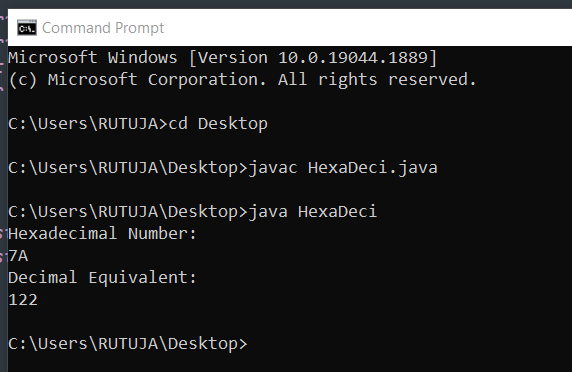 Command Prompt
Microsoft Windows [Version 10.0.19044.1889]
(c) Microsoft Corporation. All rights reserved.
C:\Users\RUTUJA>cd Desktop
C:\Users\RUTUJA\Desktop>javac HexaDeci.java
C:\Users\RUTUJA\Desktop>java HexaDeci
Hexadecimal Number:
7A
Decimal Equivalent:
122
C:\Users\RUTUJA\Desktop>